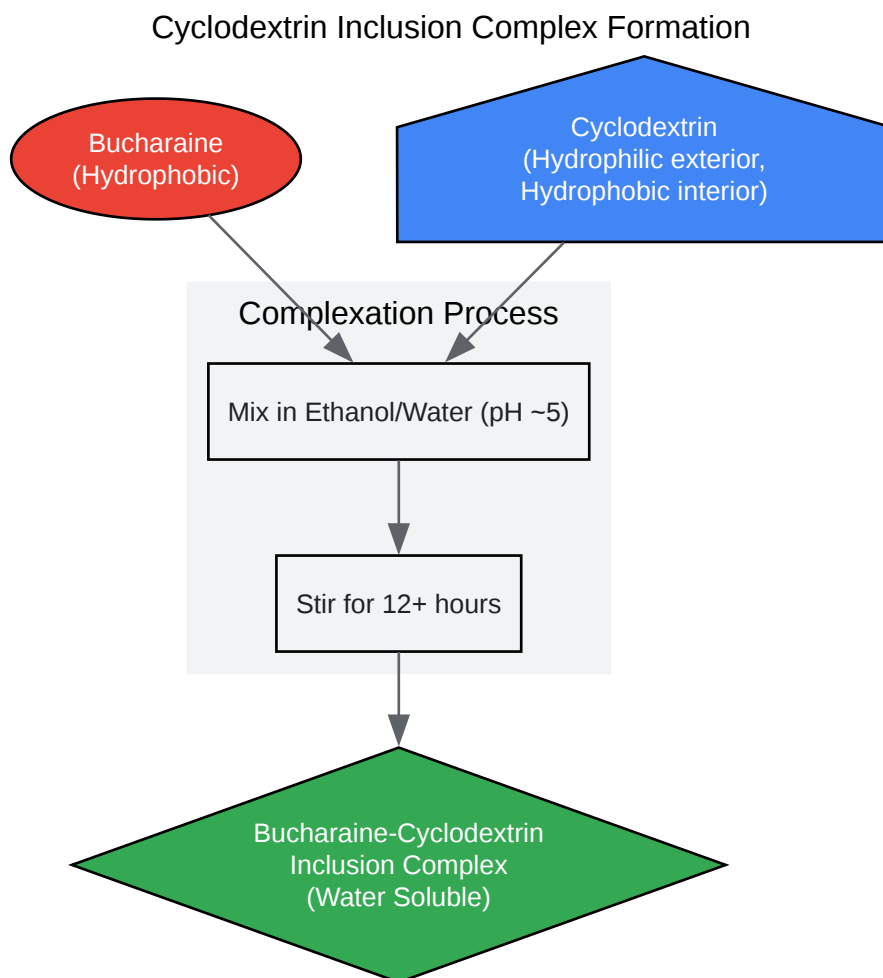 Cyclodextrin Inclusion Complex Formation
Bucharaine
(Hydrophobic)
Cyclodextrin
(Hydrophilic exterior,
Hydrophobic interior)
Complexation Process
Mix in Ethanol/Water (pH ~5)
Stir for 12+ hours
Bucharaine-Cyclodextrin
Inclusion Complex
(Water Soluble)